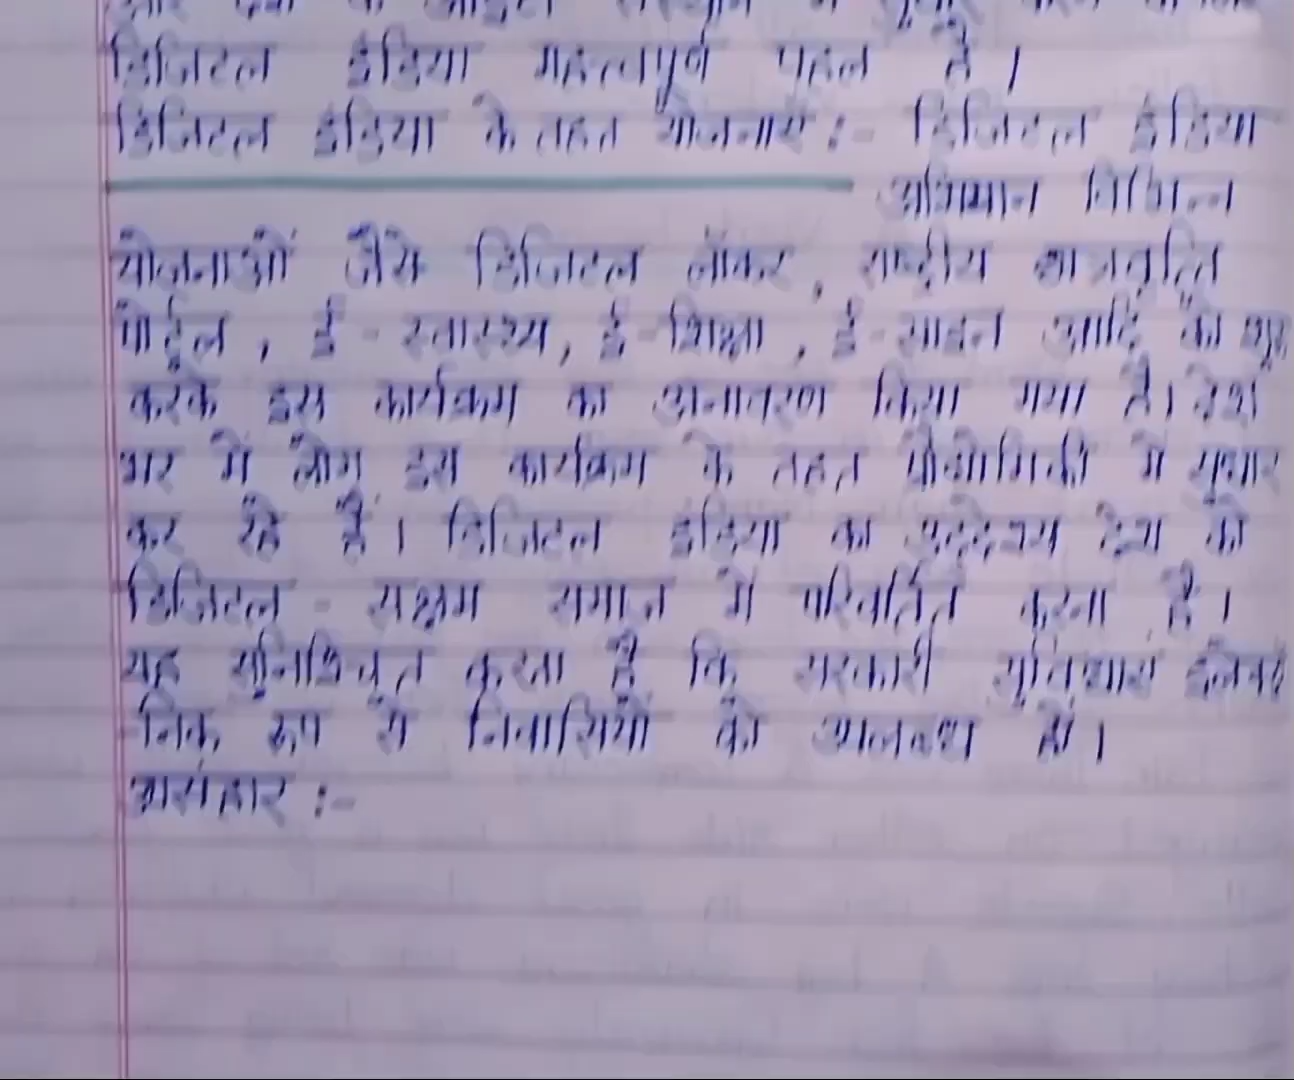 और देश के में सुधार करने
डिजिटल इंडिया महत्त्वपूर्ण पहल है ।
डिजिटल इंडिया के तहत योजनाएं :- डिजिटल इंडिया
अभियान विभिन्न
योजनाओं जैसे डिजिटल लॉकर, राष्ट्रीय छात्रवृत्ति
पोर्टल, ई - स्वास्थ्य, ई-शिक्षा, ई-साइन आदि को शुरू
करके इस कार्यक्रम का अनावरण किया गया है। देश
भर में लोग इस कार्यक्रम के तहत प्रौद्योगिकी में सुधार
कर रहे हैं। डिजिटल इंडिया का उद्देश्य देश को
डिजिटल - सक्षम समाज में परिवर्तित करना है ।
यह सुनिश्चित करता है कि सरकारी सुविधाएं इलेक्ट्रो
-निक रूप से निवासियों को उपलब्ध हों।
उपसंहार :-